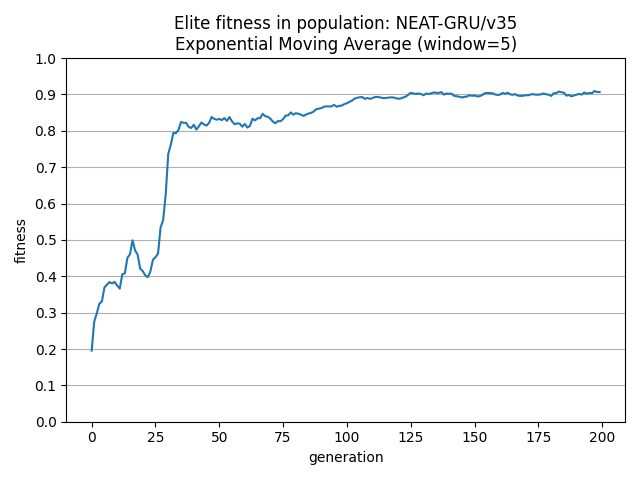 Elite fitness in population: NEAT-GRU/v35
Exponential Moving Average (window=5)
1.0
0.9
0.8
0.7
0.6
0.5
0.4
0.3
0.2
0.1
0.0
fitness
0 25 50 75 100 125 150 175 200
generation